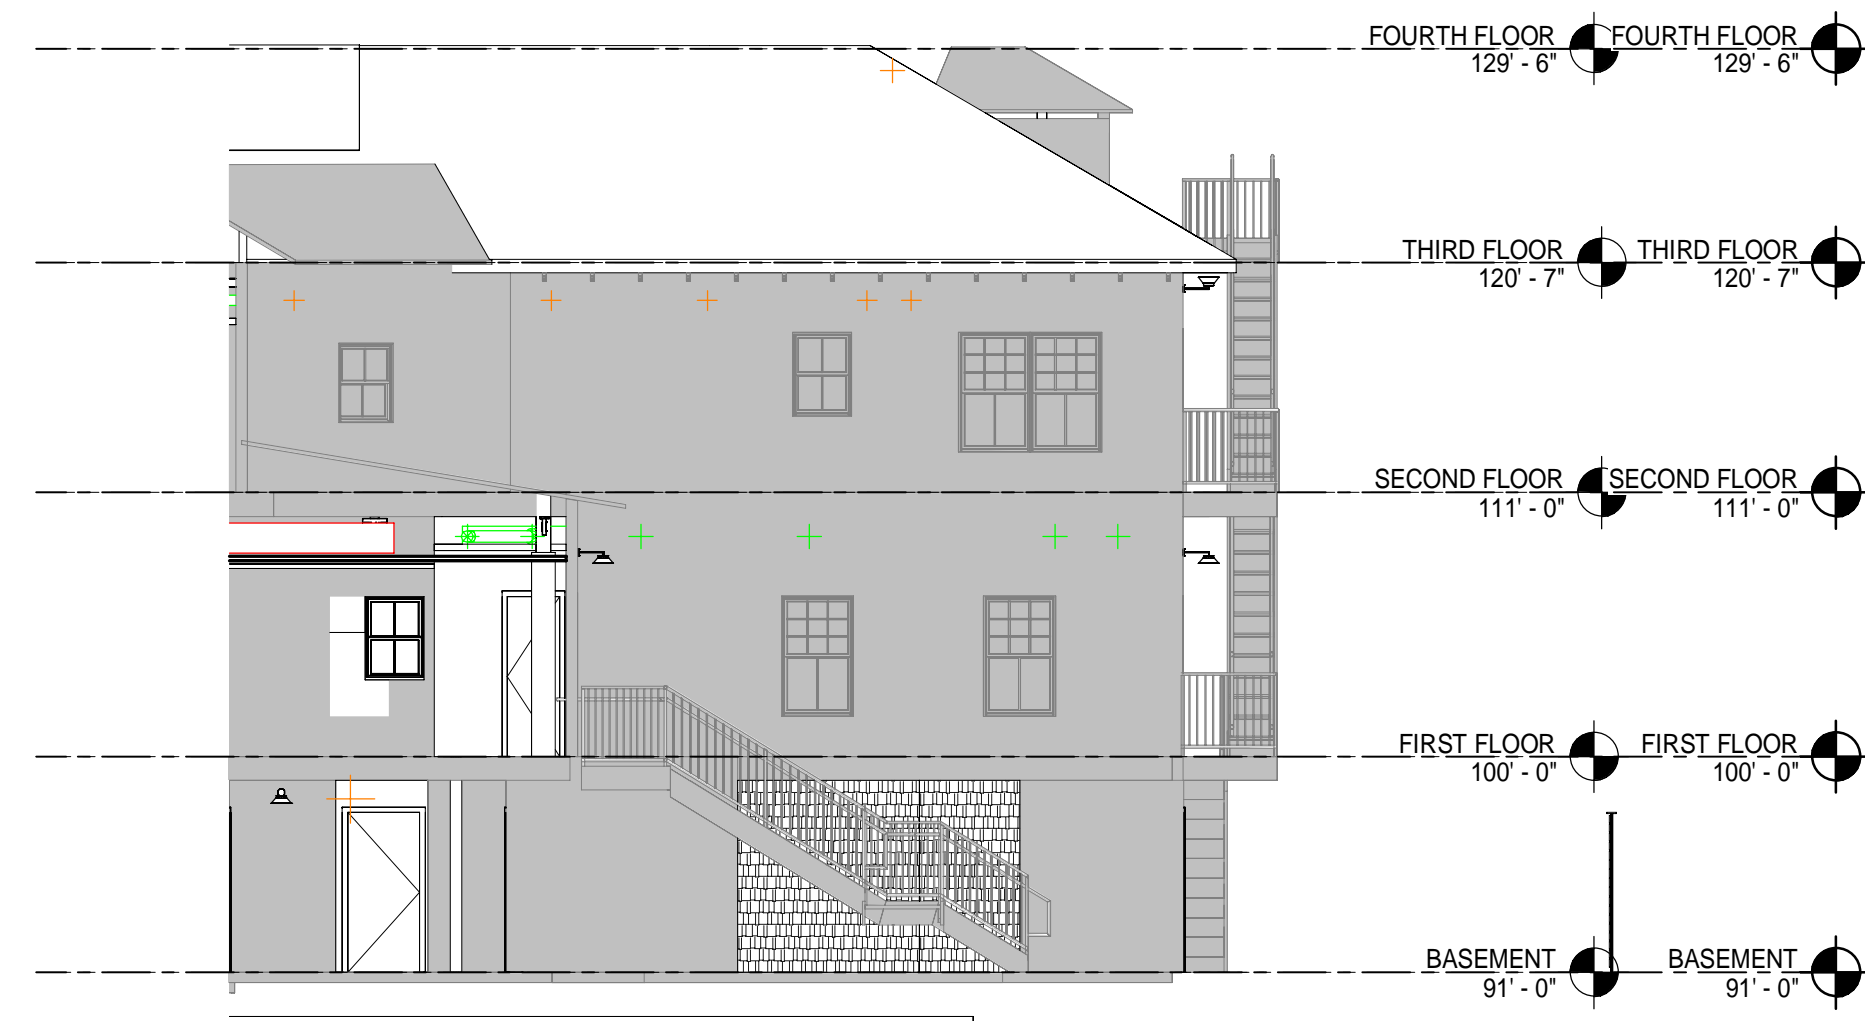 FOURTH FLOOR FOURTH FLOOR
129' - 6" 129' - 6"
THIRD FLOOR THIRD FLOOR
120' - 7" 120' - 7"
SECOND FLOOR SECOND FLOOR
111' - 0" 111' - 0"
FIRST FLOOR FIRST FLOOR
100' - 0" 100' - 0"
BASEMENT BASEMENT
91' - 0" 91' - 0"